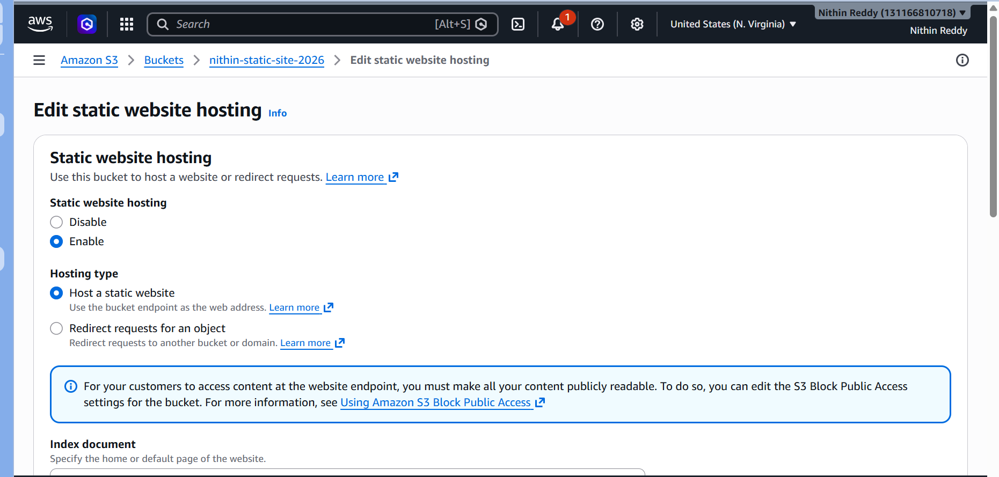 aws
Search [Alt+S]
1
United States (N. Virginia)
Nithin Reddy (131166810718)
Nithin Reddy
Amazon S3 > Buckets > nithin-static-site-2026 > Edit static website hosting
Edit static website hosting Info
Static website hosting
Use this bucket to host a website or redirect requests. Learn more
Static website hosting
Disable
Enable
Hosting type
Host a static website
Use the bucket endpoint as the web address. Learn more
Redirect requests for an object
Redirect requests to another bucket or domain. Learn more
For your customers to access content at the website endpoint, you must make all your content publicly readable. To do so, you can edit the S3 Block Public Access
settings for the bucket. For more information, see Using Amazon S3 Block Public Access
Index document
Specify the home or default page of the website.